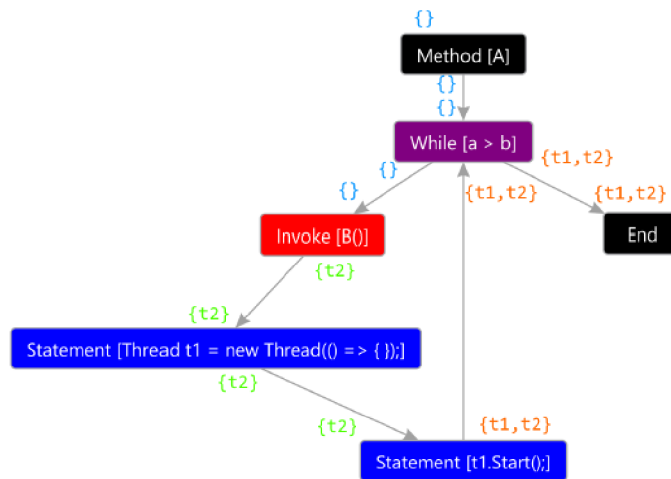 {}
Method [A]
{}
{}
While [a > b]
{t1,t2}
{}
{t1,t2}
{t1,t2}
{}
Invoke [B()]
End
{t2}
{t2}
Statement [Thread t1 = new Thread(() => { });]
{t2}
{t2}
{t1,t2}
Statement [t1.Start();]